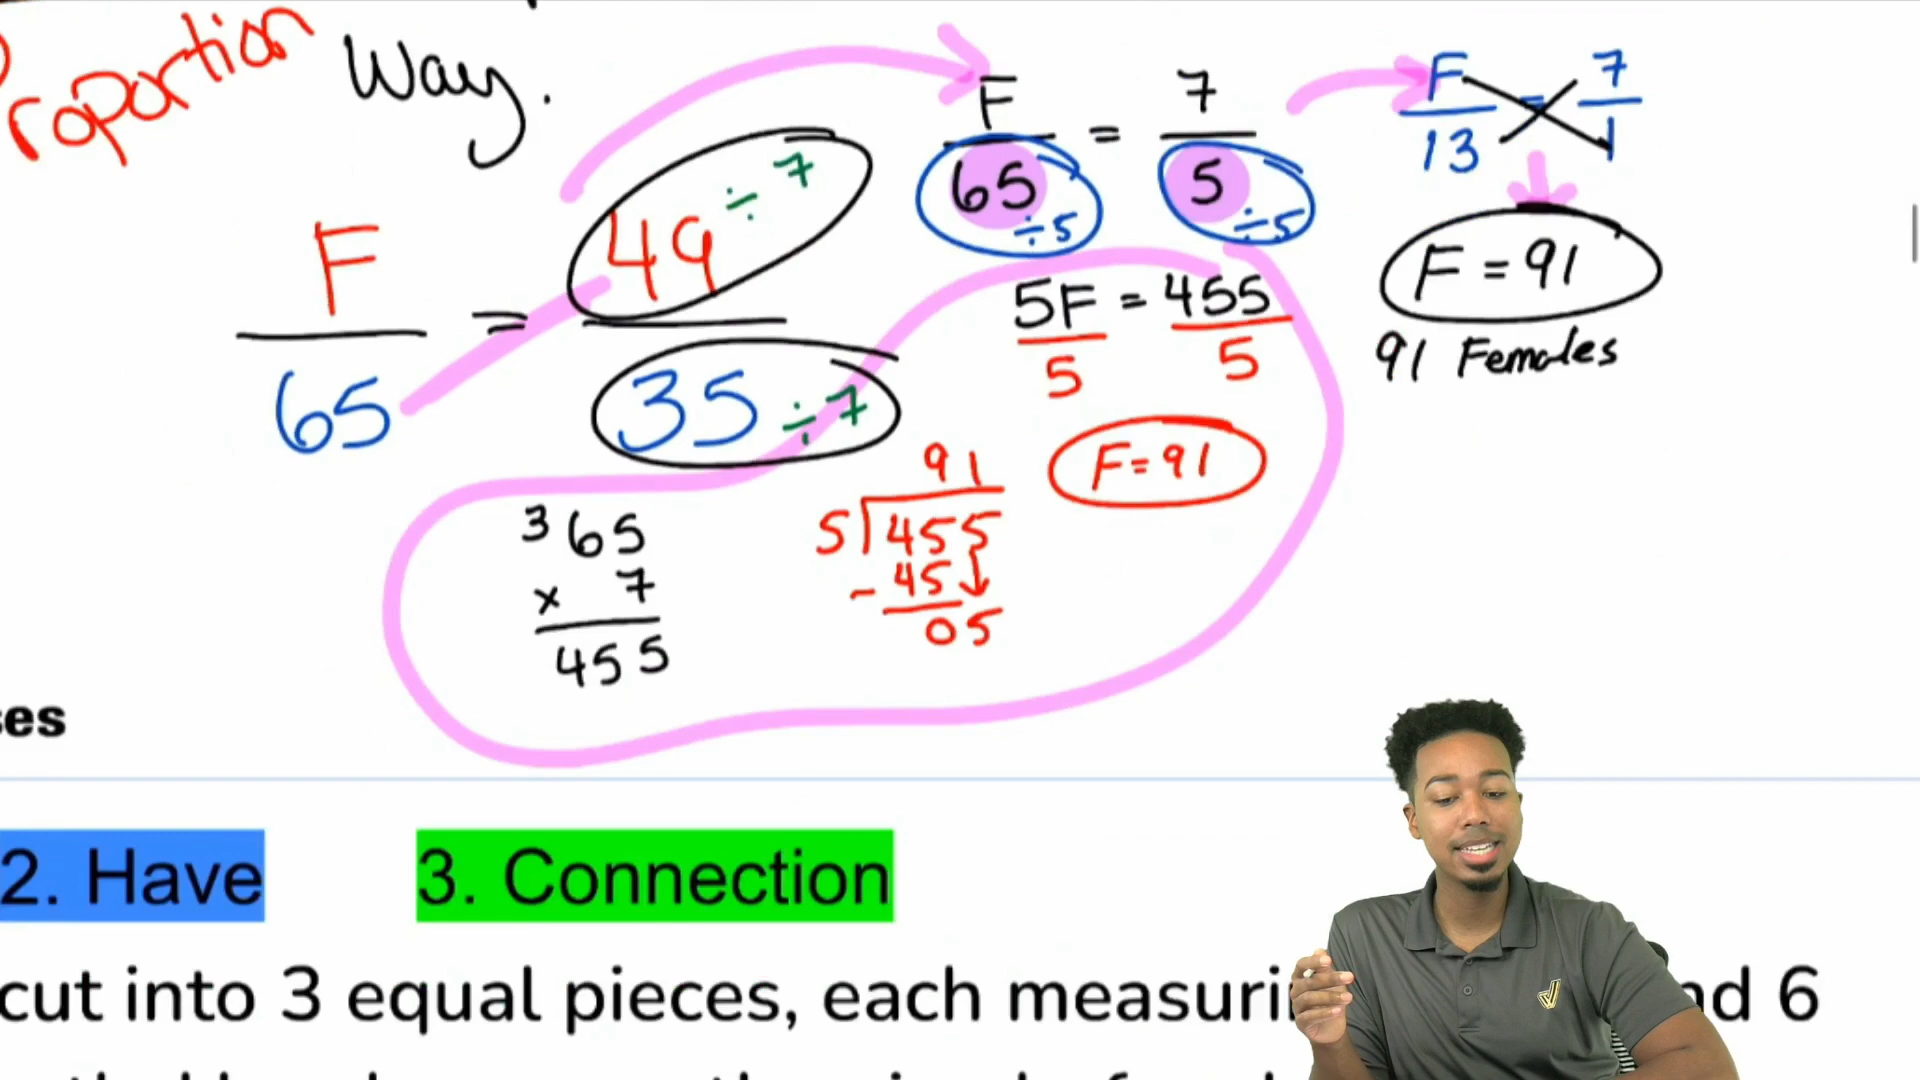 roportion
Way.
F/65 = 49 ÷7/35 ÷7
F/65 ÷5 = 7/5 ÷5
F/13 = 7/1
F = 91
91 Females
5F/5 = 455/5
F = 91
3 65
x 7
455
91
5 455
- 45
05
es
2. Have
3. Connection
cut into 3 equal pieces, each measuri
nd 6